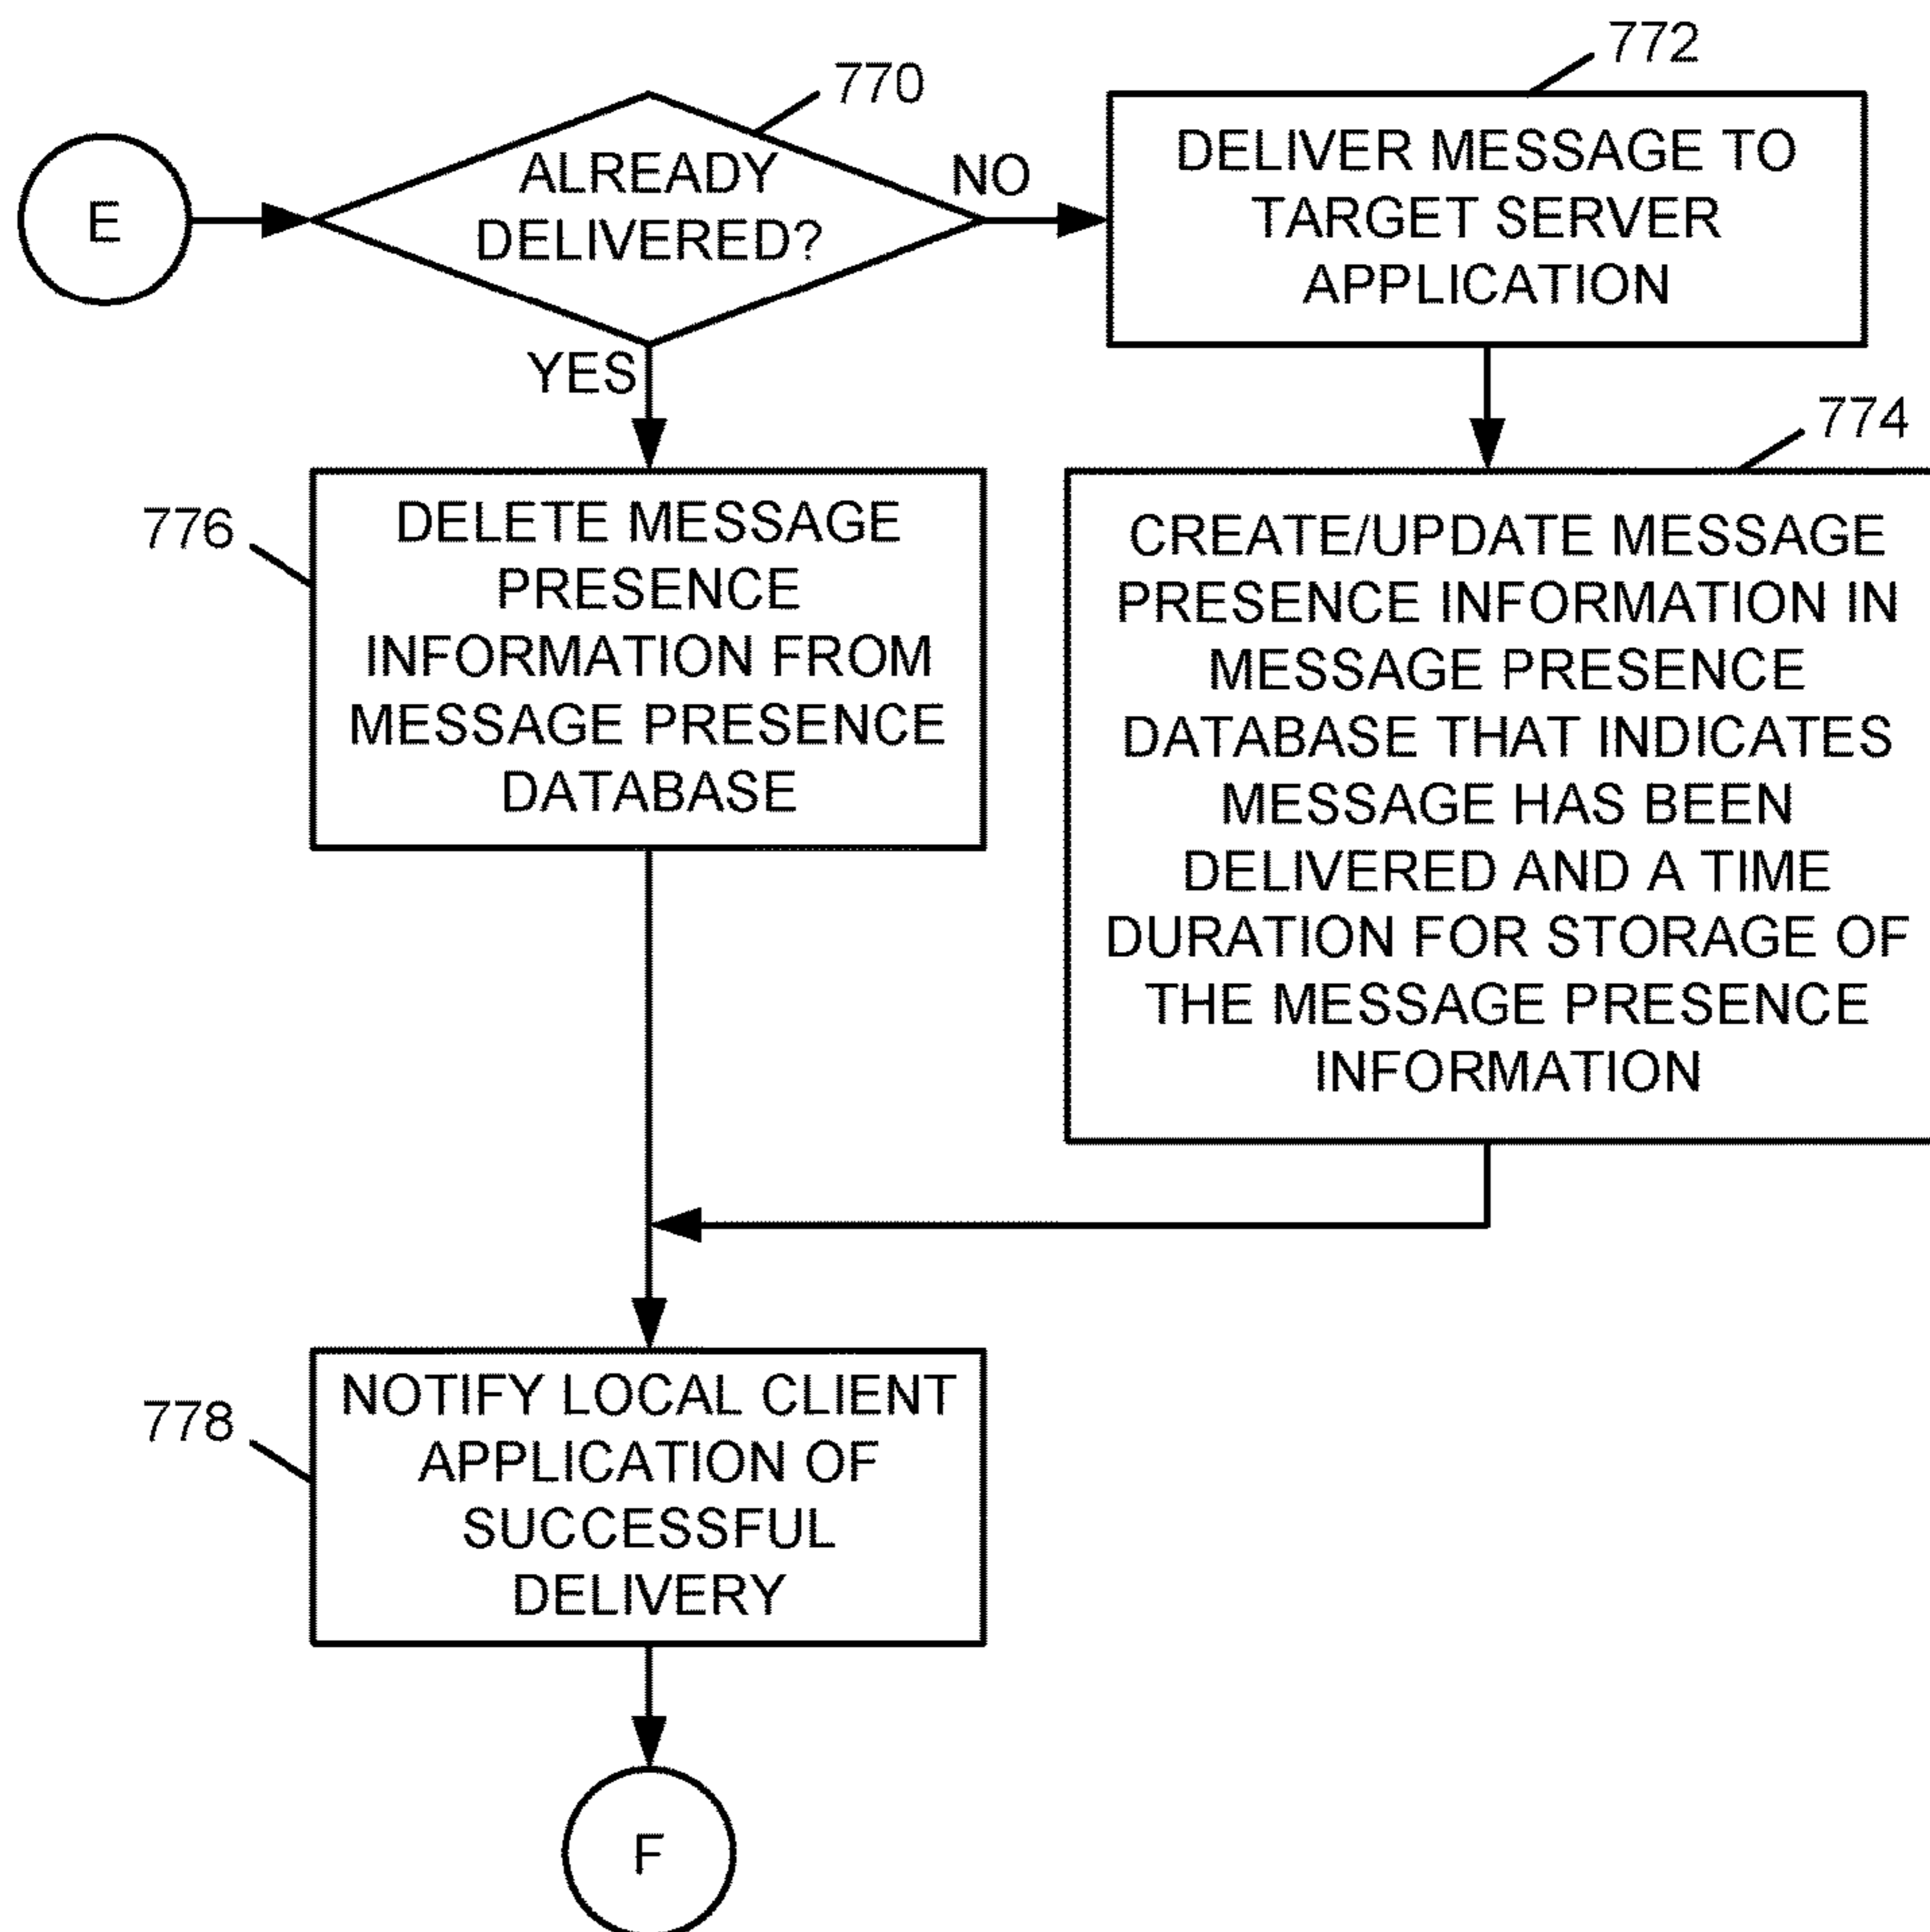 772
770
E
ALREADY
DELIVERED?
NO
YES
DELIVER MESSAGE TO
TARGET SERVER
APPLICATION
774
776
DELETE MESSAGE
PRESENCE
INFORMATION FROM
MESSAGE PRESENCE
DATABASE
CREATE/UPDATE MESSAGE
PRESENCE INFORMATION IN
MESSAGE PRESENCE
DATABASE THAT INDICATES
MESSAGE HAS BEEN
DELIVERED AND A TIME
DURATION FOR STORAGE OF
THE MESSAGE PRESENCE
INFORMATION
778
NOTIFY LOCAL CLIENT
APPLICATION OF
SUCCESSFUL
DELIVERY
F